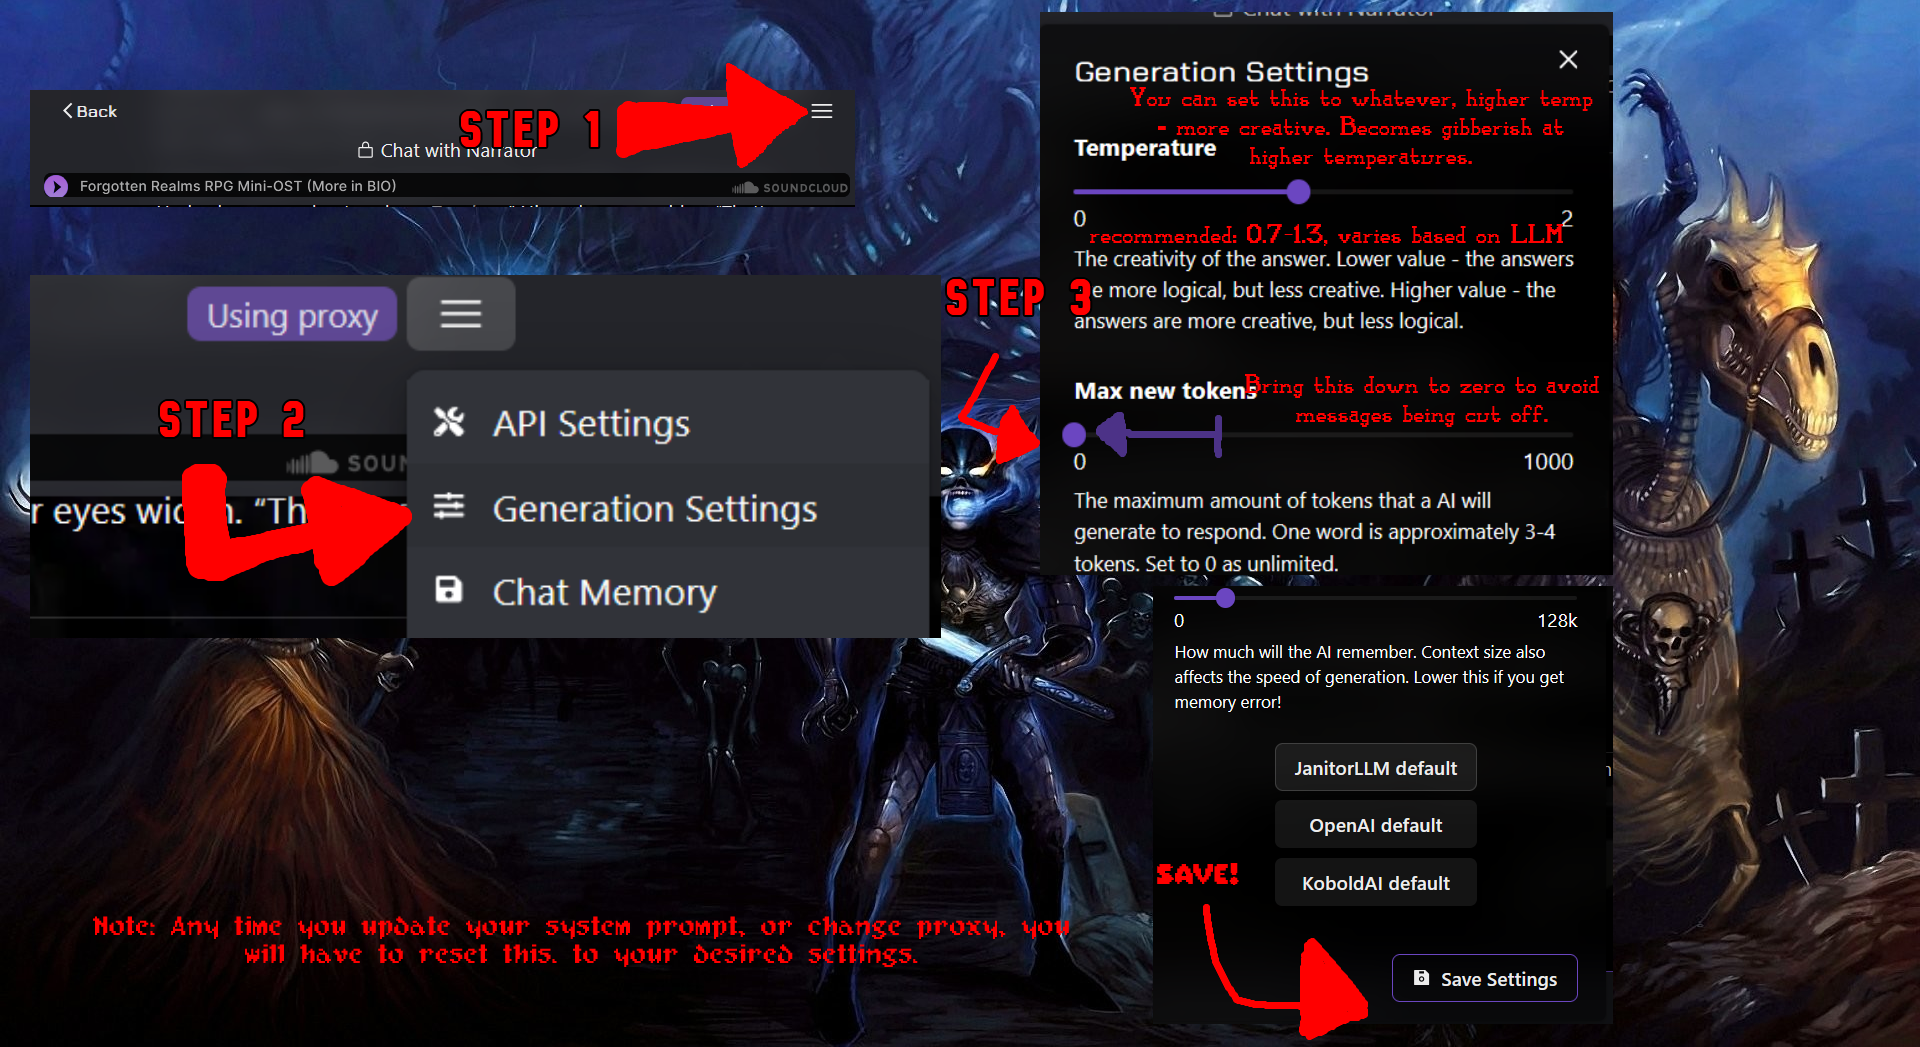 Back
STEP 1
Chat with Narrator
Forgotten Realms RPG Mini-OST (More in BIO)
SOUNDCLOUD
Using proxy
STEP 2
API Settings
SOUN
Generation Settings
r eyes widen. “Th
Chat Memory
STEP 3
Chat with Narrator
Generation Settings
You can set this to whatever, higher temp
- more creative. Becomes gibberish at
higher temperatures.
Temperature
0
2
recommended: 0.7-1.3, varies based on LLM
The creativity of the answer. Lower value - the answers
e more logical, but less creative. Higher value - the
answers are more creative, but less logical.
Max new tokens
Bring this down to zero to avoid
messages being cut off.
0
1000
The maximum amount of tokens that a AI will
generate to respond. One word is approximately 3-4
tokens. Set to 0 as unlimited.
0
128k
How much will the AI remember. Context size also
affects the speed of generation. Lower this if you get
memory error!
JanitorLLM default
OpenAI default
KoboldAI default
SAVE!
Save Settings
Note: Any time you update your system prompt, or change proxy, you
will have to reset this. to your desired settings.